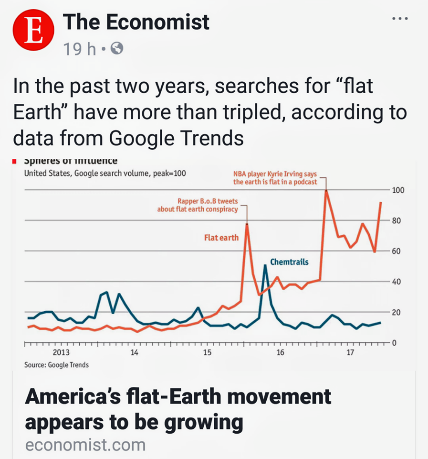 The Economist
19 h
In the past two years, searches for “flat
Earth” have more than tripled, according to
data from Google Trends
Spheres of influence
United States, Google search volume, peak=100
NBA player Kyrie Irving says
the earth is flat in a podcast
100
Rapper B.o.B tweets
about flat earth conspiracy
80
Flat earth
60
Chemtrails
40
20
0
2013 14 15 16 17
Source: Google Trends
America’s flat-Earth movement
appears to be growing
economist.com